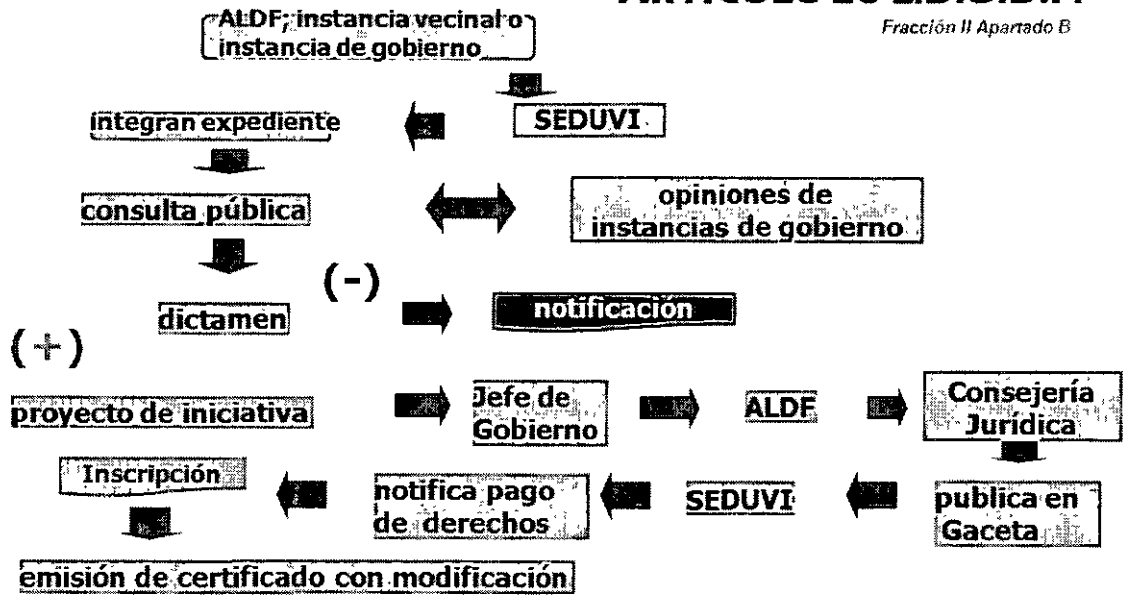 Fracción II Apartado B
ALDF; instancia vecinal o
instancia de gobierno
SEDUVI
integran expediente
consulta pública
opiniones de
instancias de gobierno
(-)
dictamen
notificación
(+)
proyecto de iniciativa
Jefe de
Gobierno
ALDF
Consejería
Jurídica
Inscripción
notifica pago
de derechos
SEDUVI
publica en
Gaceta
emisión de certificado con modificación